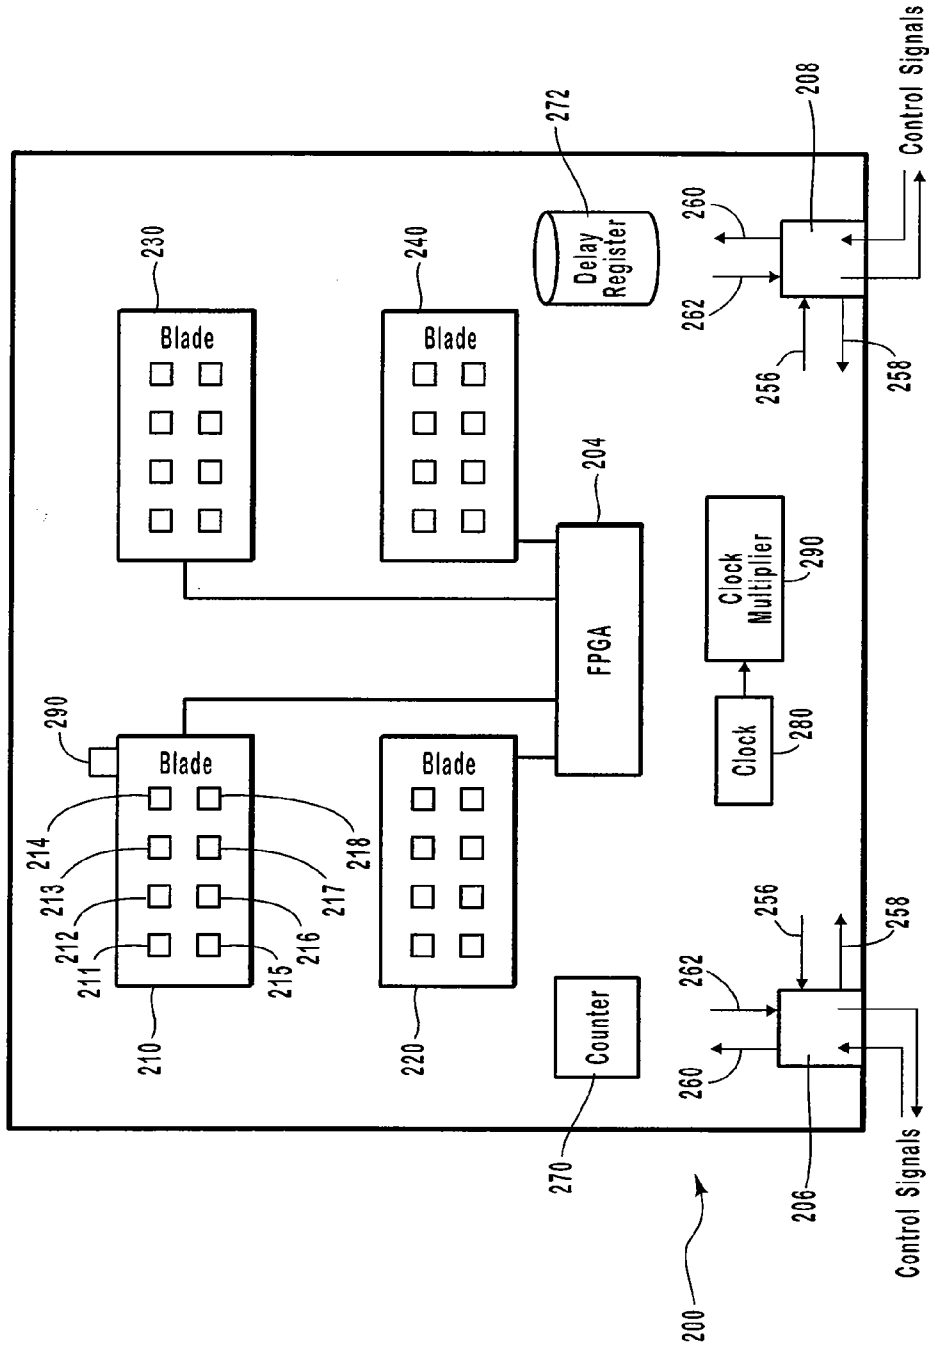 290
214
213
212
211
Blade
218
217
216
215
210
230
Blade
Blade
220
240
Blade
FPGA
204
Counter
270
Delay
Register
272
Clock
280
Clock
Multiplier
290
260
262
256
258
206
Control Signals
262
260
256
258
208
Control Signals
200